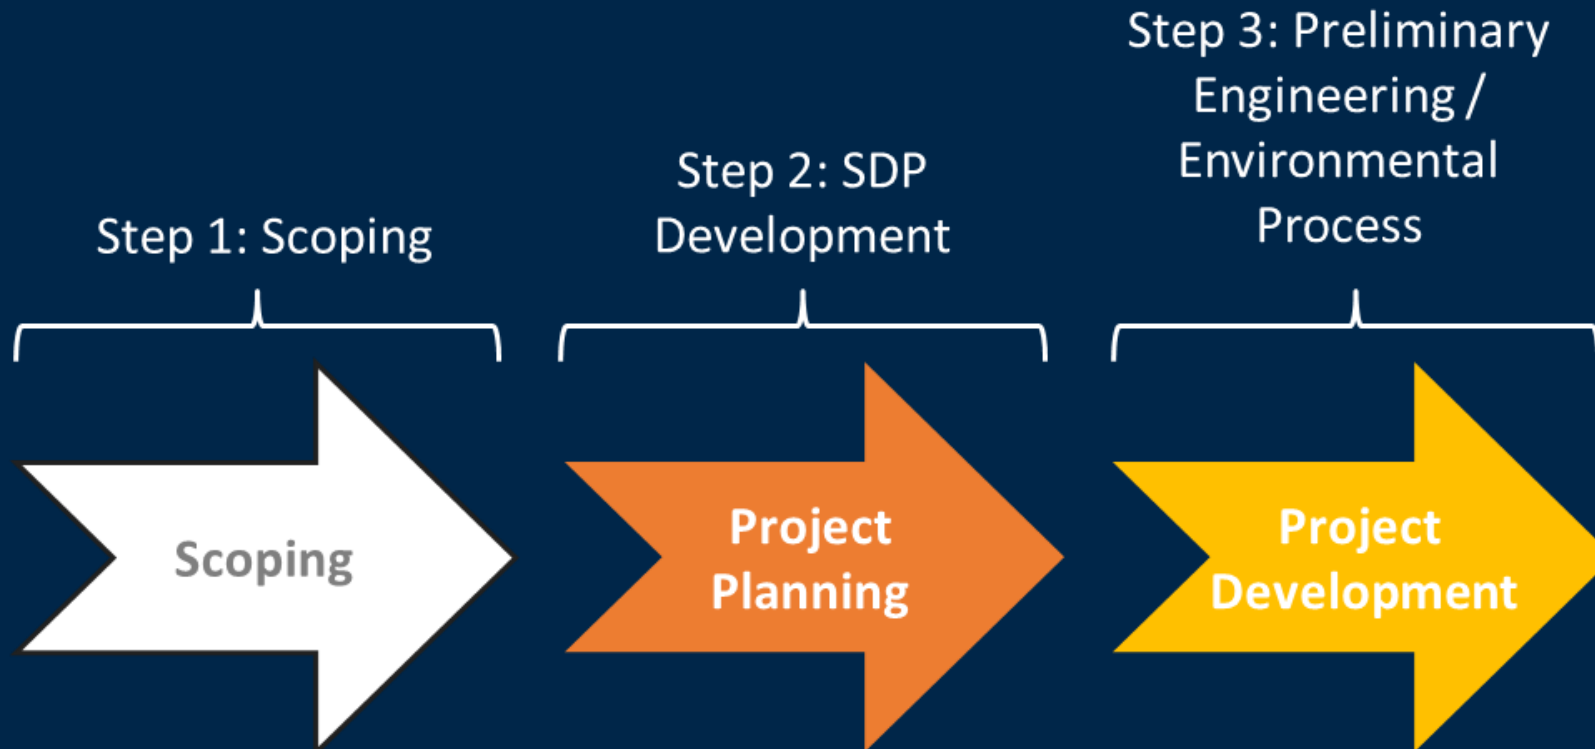 Step 1: Scoping
Step 2: SDP
Development
Step 3: Preliminary
Engineering /
Environmental
Process
Scoping
Project
Planning
Project
Development